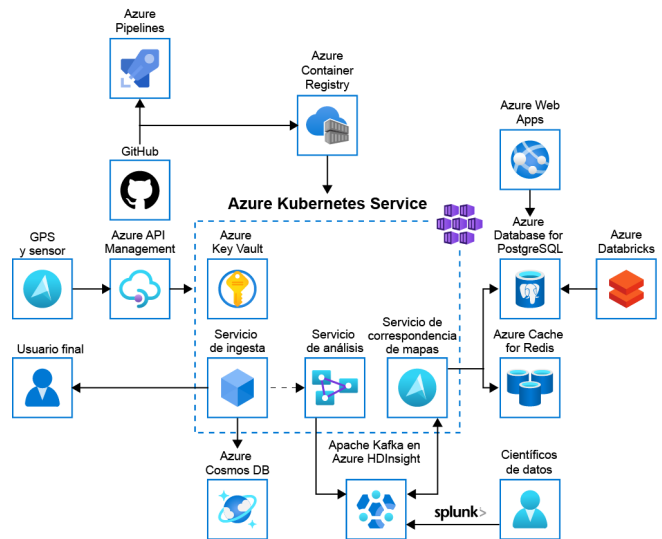 Azure
Pipelines
Azure
Container
Registry
Azure Web
Apps
GitHub
Azure Kubernetes Service
GPS
y sensor
Azure API
Management
Azure
Key Vault
Azure
Database for
PostgreSQL
Azure
Databricks
Usuario final
Servicio
de ingesta
Servicio
de análisis
Servicio de
correspondencia
de mapas
Azure Cache
for Redis
Azure
Cosmos DB
Apache Kafka en
Azure HDInsight
Científicos
de datos
splunk>